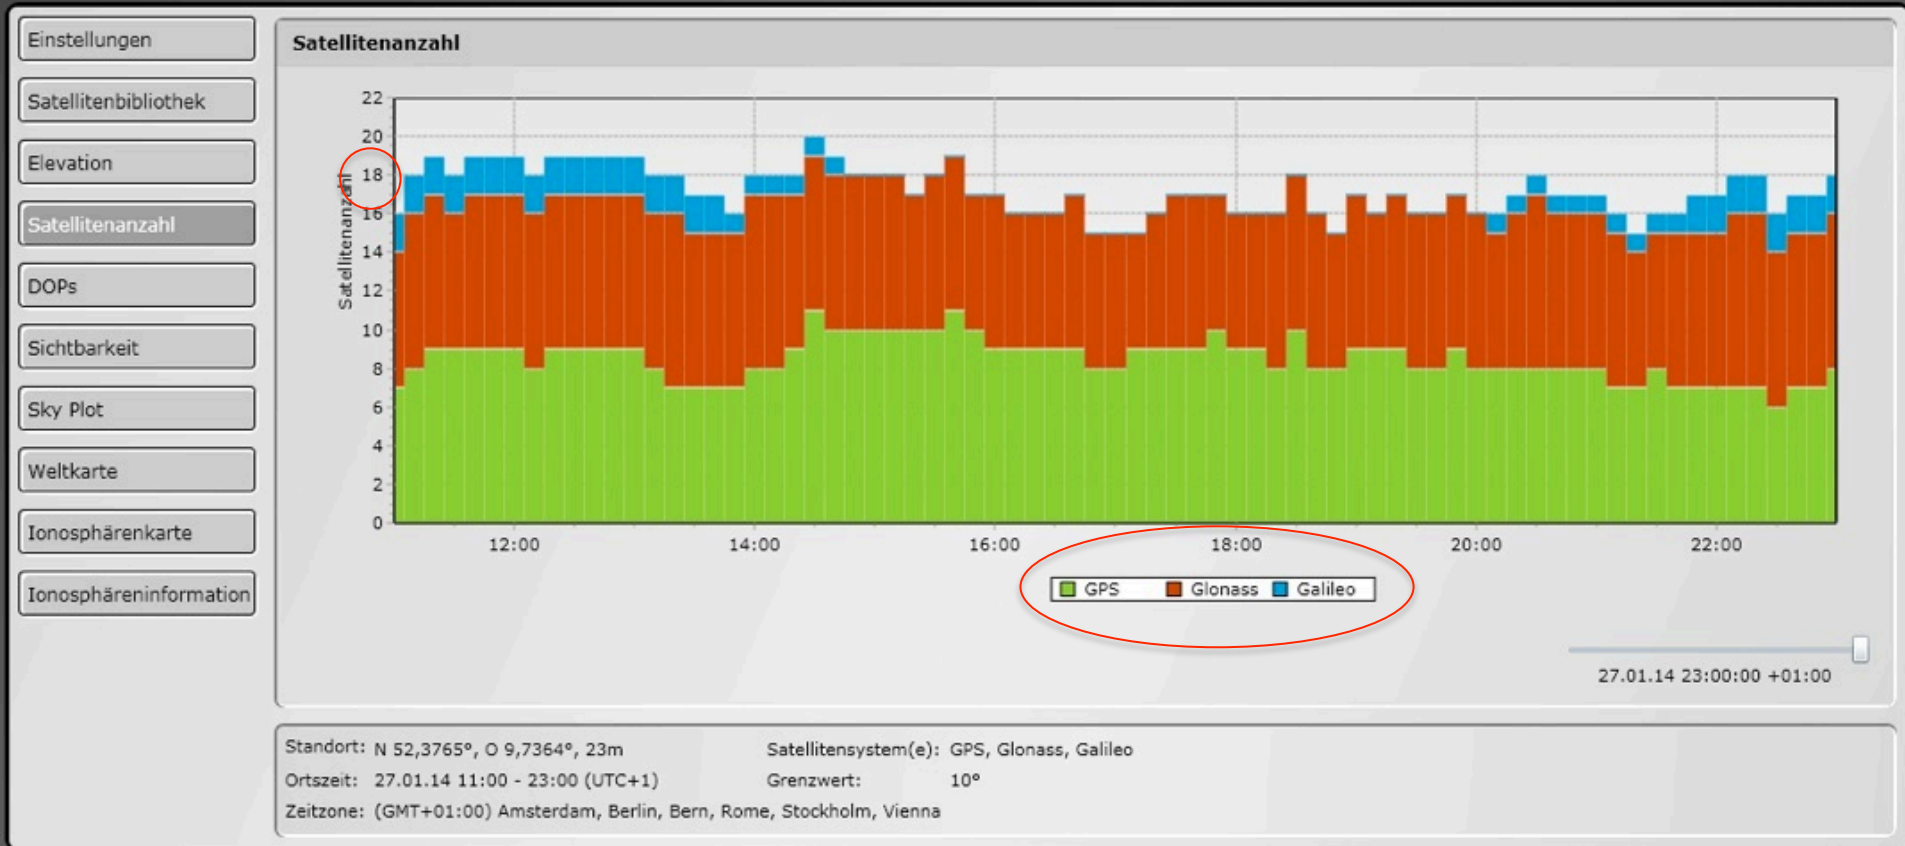 Einstellungen
Satellitenbibliothek
Elevation
Satellitenanzahl
DOPs
Sichtbarkeit
Sky Plot
Weltkarte
Ionosphärenkarte
Ionosphäreninformation
Satellitenanzahl
Satellitenanzahl
22
20
18
16
14
12
10
8
6
4
2
0
12:00 14:00 16:00 18:00 20:00 22:00
GPS Glonass Galileo
27.01.14 23:00:00 +01:00
Standort: N 52,3765°, O 9,7364°, 23m Satellitensystem(e): GPS, Glonass, Galileo
Ortszeit: 27.01.14 11:00 - 23:00 (UTC+1) Grenzwert: 10°
Zeitzone: (GMT+01:00) Amsterdam, Berlin, Bern, Rome, Stockholm, Vienna